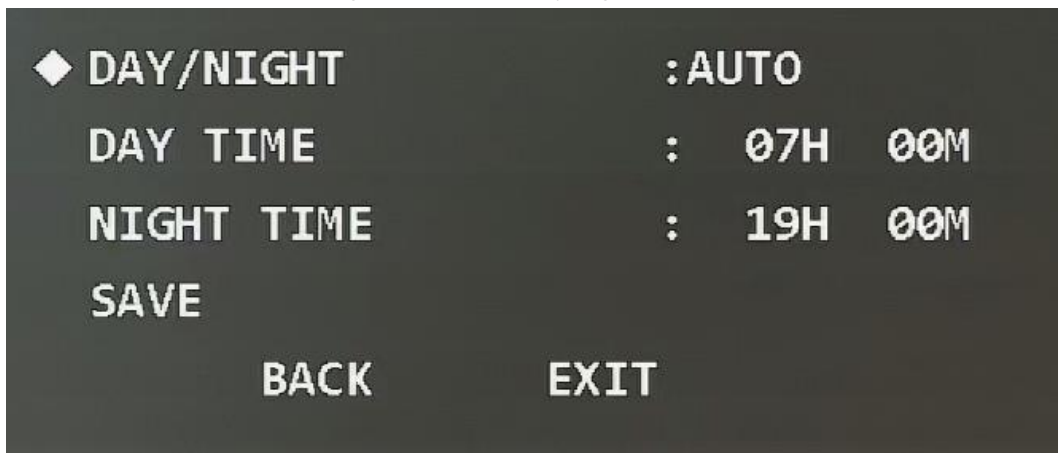 ◆ DAY/NIGHT :AUTO
DAY TIME : 07H 00M
NIGHT TIME : 19H 00M
SAVE
BACK EXIT